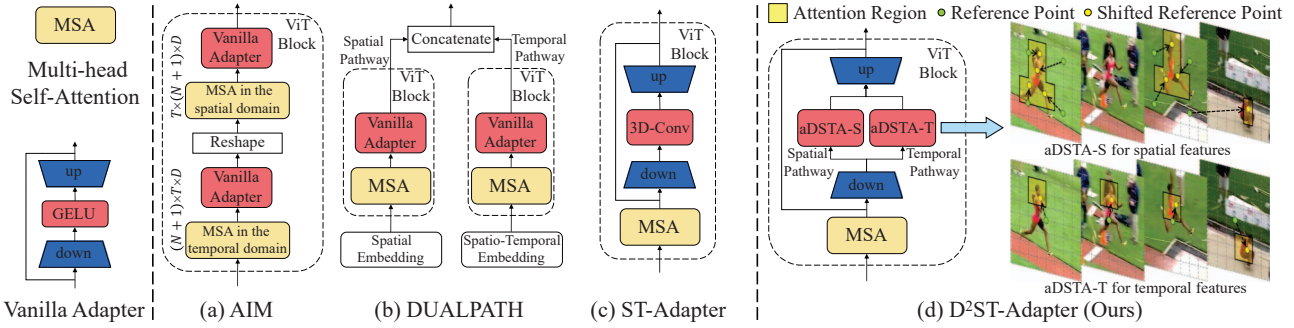 MSA
Multi-head
Self-Attention
up
GELU
down
Vanilla Adapter
ViT
Block
Vanilla
Adapter
MSA in the
spatial domain
Reshape
Vanilla
Adapter
MSA in the
temporal domain
T×(N + 1)×D
(N + 1)×T×D
(a) AIM
Concatenate
Spatial
Pathway
Temporal
Pathway
ViT
Block
Vanilla
Adapter
MSA
Spatial
Embedding
ViT
Block
Vanilla
Adapter
MSA
Spatio-Temporal
Embedding
(b) DUALPATH
ViT
Block
up
3D-Conv
down
MSA
(c) ST-Adapter
ViT
Block
up
aDSTA-S
aDSTA-T
Spatial
Pathway
Temporal
Pathway
down
MSA
Attention Region
Reference Point
Shifted Reference Point
aDSTA-S for spatial features
aDSTA-T for temporal features
(d) D²ST-Adapter (Ours)